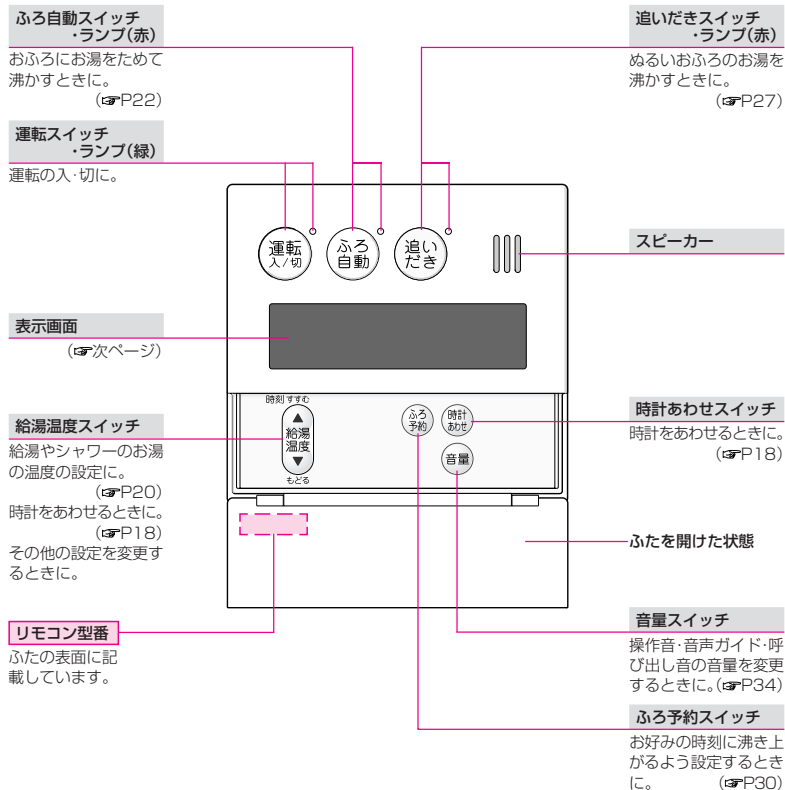 ふろ自動スイッチ
・ランプ(赤)
おふろにお湯をためて
沸かすときに。
(☞P22)
運転スイッチ
・ランプ(緑)
運転の入・切に。
表示画面
(☞次ページ)
給湯温度スイッチ
給湯やシャワーのお湯
の温度の設定に。
(☞P20)
時計をあわせるときに。
(☞P18)
その他の設定を変更す
るときに。
リモコン型番
ふたの表面に記
載しています。
運転
入/切
ふろ
自動
追い
だき
時刻 すすむ
▲
給湯
温度
▼
もどる
ふろ
予約
時計
あわせ
音量
追いだきスイッチ
・ランプ(赤)
ぬるいおふろのお湯を
沸かすときに。
(☞P27)
スピーカー
時計あわせスイッチ
時計をあわせるときに。
(☞P18)
ふたを開けた状態
音量スイッチ
操作音・音声ガイド・呼
び出し音の音量を変更
するときに。(☞P34)
ふろ予約スイッチ
お好みの時刻に沸き上
がるよう設定するとき
に。 (☞P30)